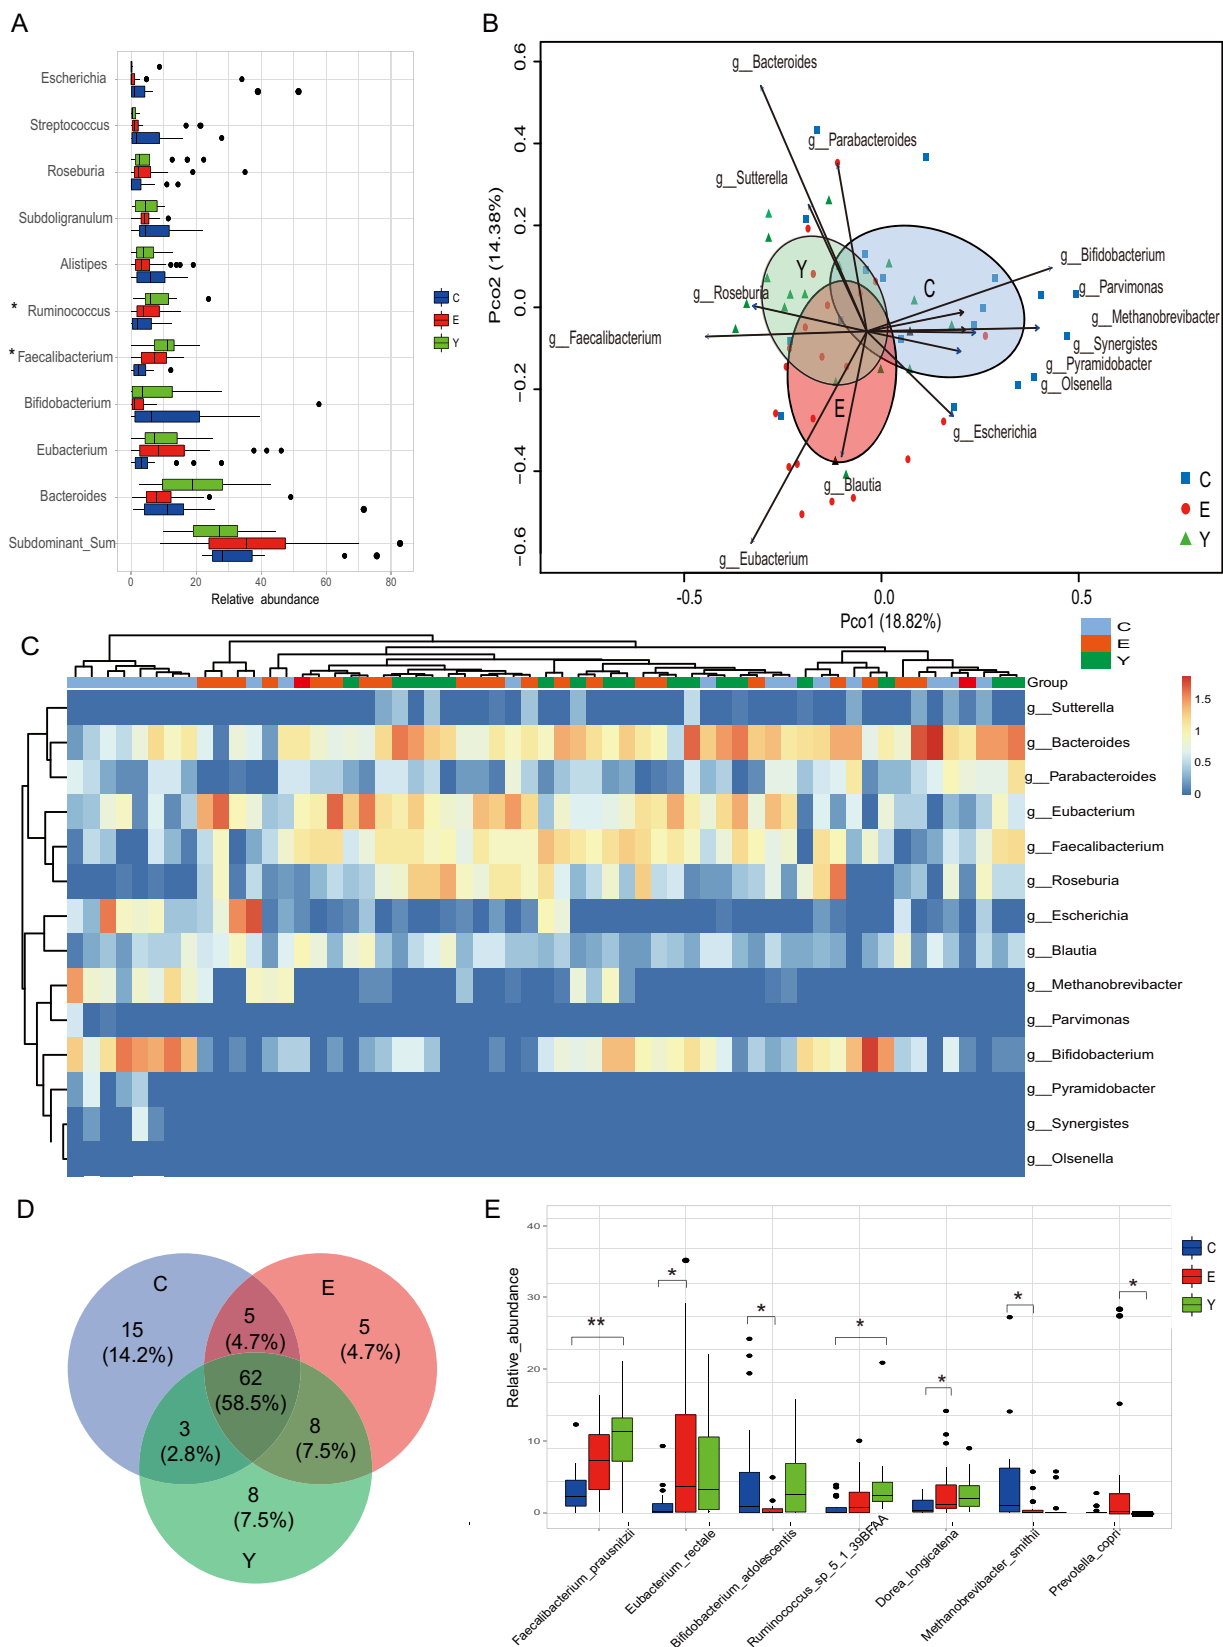 A
Escherichia
Streptococcus
Roseburia
Subdoligranulum
Alistipes
* Ruminococcus
* Faecalibacterium
Bifidobacterium
Eubacterium
Bacteroides
Subdominant_Sum
0 20 40 60 80
Relative abundance
C
E
Y
B
Pco2 (14.38%)
0.6
0.4
0.2
0.0
−0.2
−0.4
−0.6
g__Bacteroides
g__Parabacteroides
g__Sutterella
g__Bifidobacterium
g__Roseburia
g__Parvimonas
g__Methanobrevibacter
g__Faecalibacterium
g__Synergistes
g__Pyramidobacter
g__Olsenella
g__Escherichia
g__Blautia
g__Eubacterium
Y
C
E
C
E
Y
-0.5 0.0 0.5
Pco1 (18.82%)
C
C
E
Y
Group
g__Sutterella
g__Bacteroides
g__Parabacteroides
g__Eubacterium
g__Faecalibacterium
g__Roseburia
g__Escherichia
g__Blautia
g__Methanobrevibacter
g__Parvimonas
g__Bifidobacterium
g__Pyramidobacter
g__Synergistes
g__Olsenella
1.5
1
0.5
0
D
C
E
15
(14.2%)
5
(4.7%)
5
(4.7%)
62
(58.5%)
3
(2.8%)
8
(7.5%)
8
(7.5%)
Y
E
Relative_abundance
40
30
20
10
0
**
*
*
*
*
*
*
C
E
Y
Faecalibacterium_prausnitzii
Eubacterium_rectale
Bifidobacterium_adolescentis
Ruminococcus_sp_5_1_39BFAA
Dorea_longicatena
Methanobrevibacter_smithii
Prevotella_copri